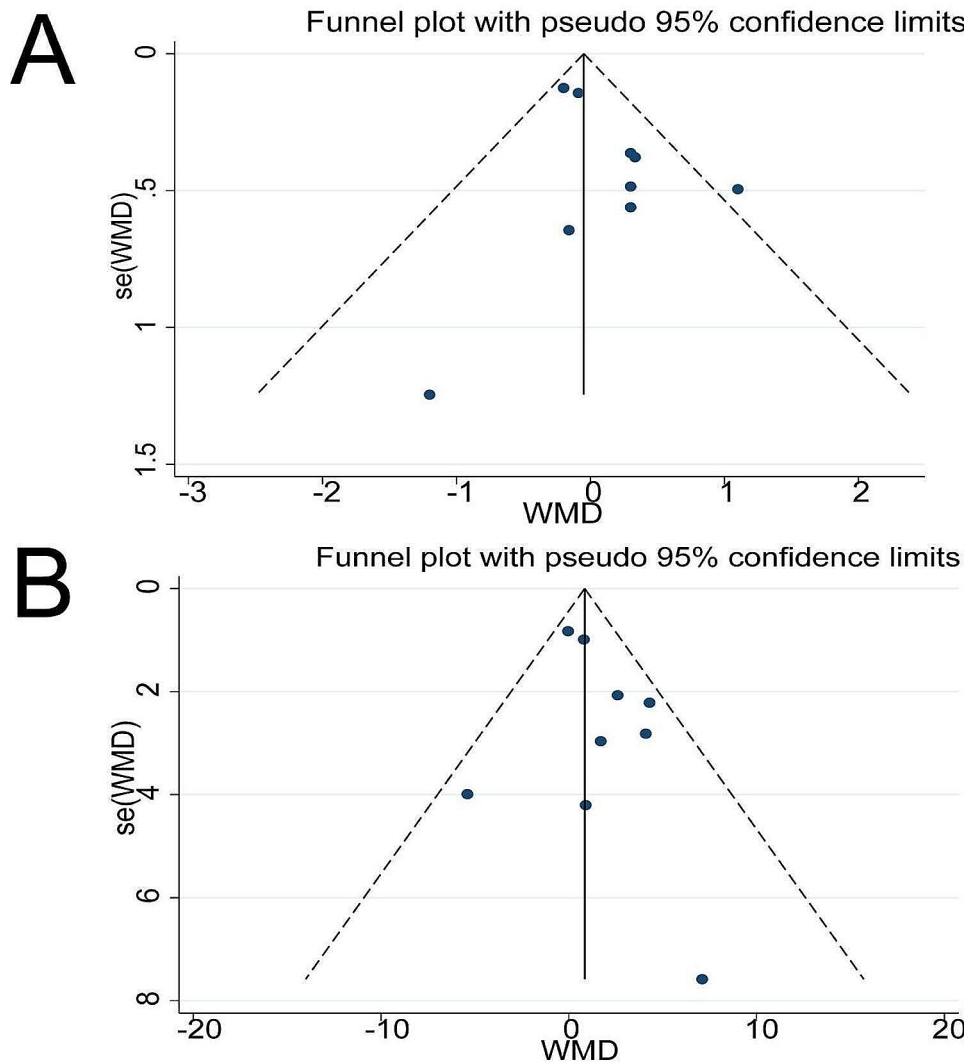 A
Funnel plot with pseudo 95% confidence limits
0
.5
1
1.5
se(WMD)
-3 -2 -1 0 1 2
WMD
B
Funnel plot with pseudo 95% confidence limits
0
2
4
6
8
se(WMD)
-20 -10 0 10 20
WMD